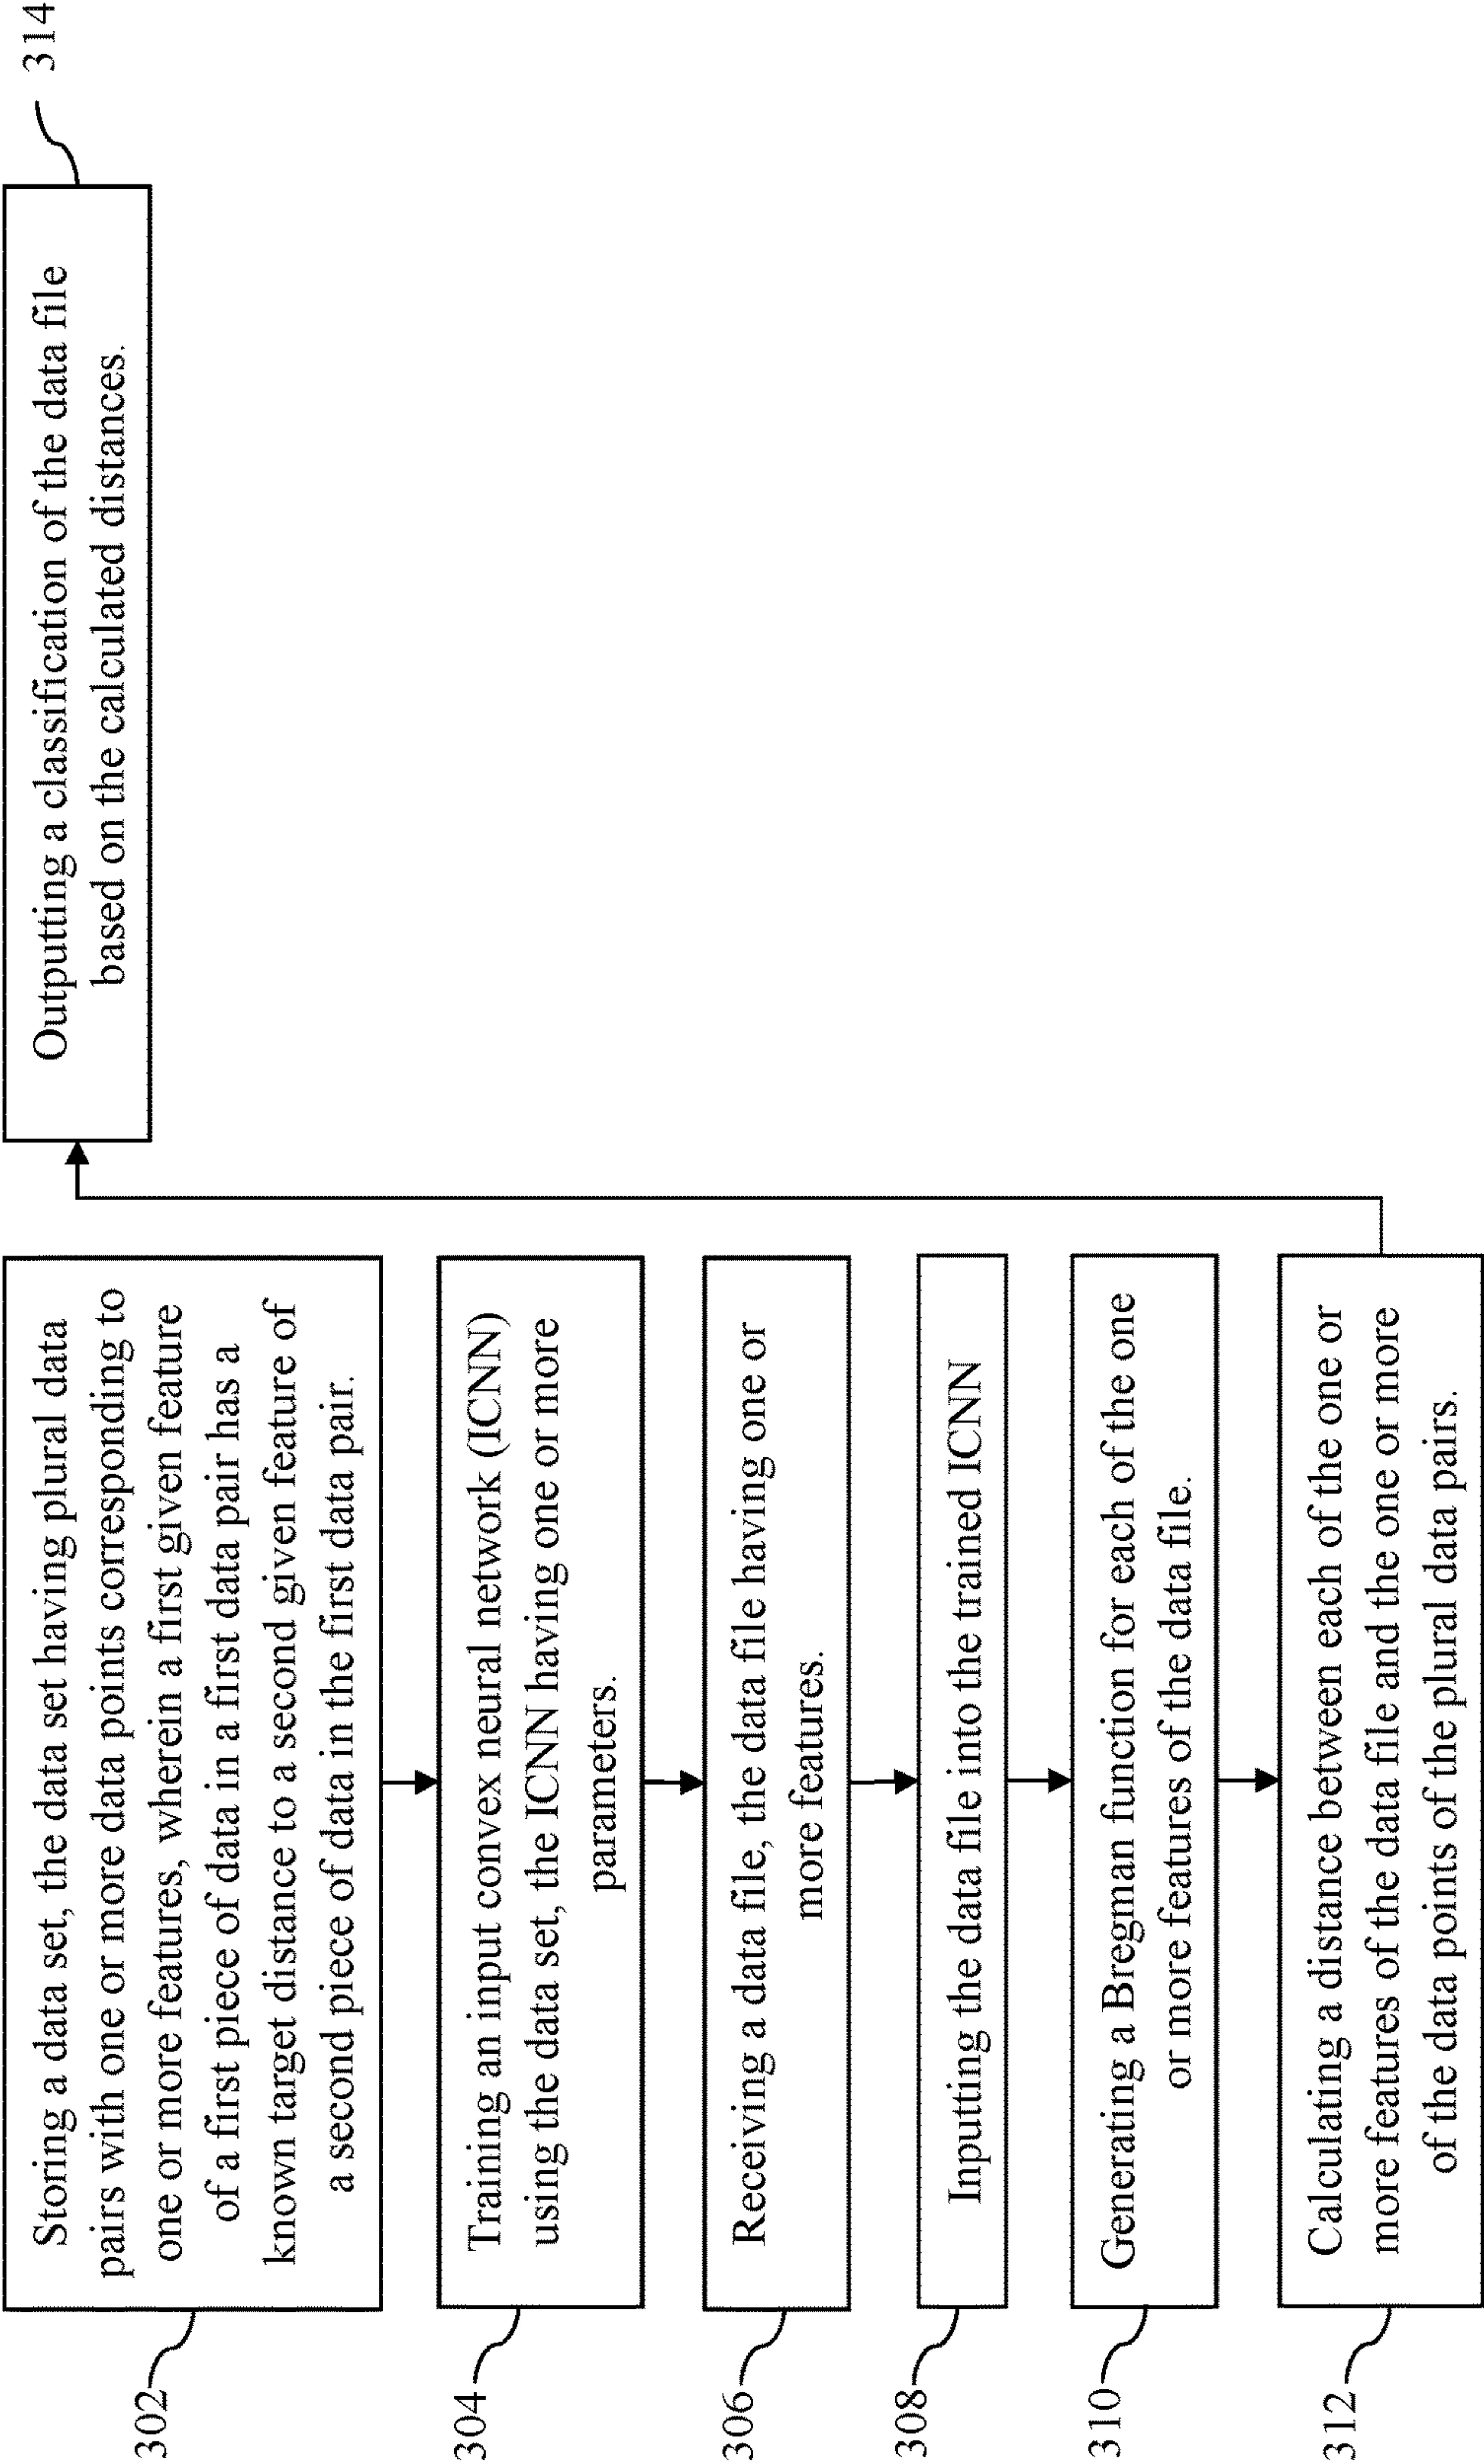 302
Storing a data set, the data set having plural data
pairs with one or more data points corresponding to
one or more features, wherein a first given feature
of a first piece of data in a first data pair has a
known target distance to a second given feature of
a second piece of data in the first data pair.
304
Training an input convex neural network (ICNN)
using the data set, the ICNN having one or more
parameters.
306
Receiving a data file, the data file having one or
more features.
308
Inputting the data file into the trained ICNN
310
Generating a Bregman function for each of the one
or more features of the data file.
312
Calculating a distance between each of the one or
more features of the data file and the one or more
of the data points of the plural data pairs.
Outputting a classification of the data file
based on the calculated distances.
314